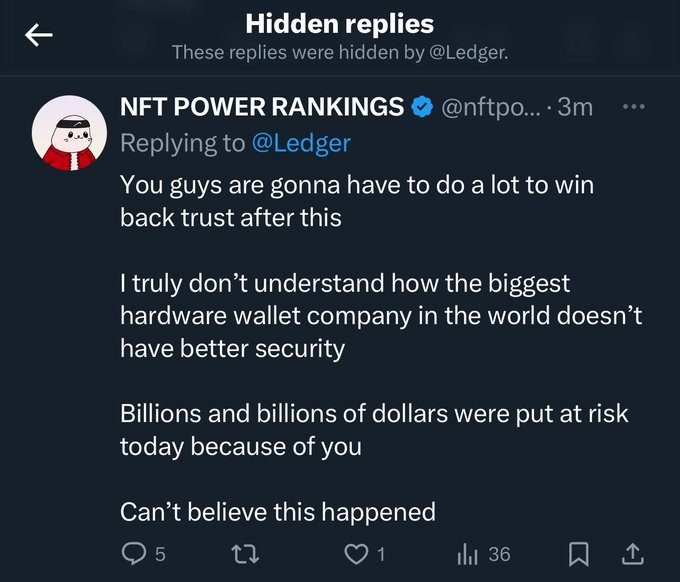 Hidden replies
These replies were hidden by @Ledger.
NFT POWER RANKINGS @nftpo... · 3m
Replying to @Ledger
You guys are gonna have to do a lot to win
back trust after this
I truly don’t understand how the biggest
hardware wallet company in the world doesn’t
have better security
Billions and billions of dollars were put at risk
today because of you
Can’t believe this happened
5 1 36